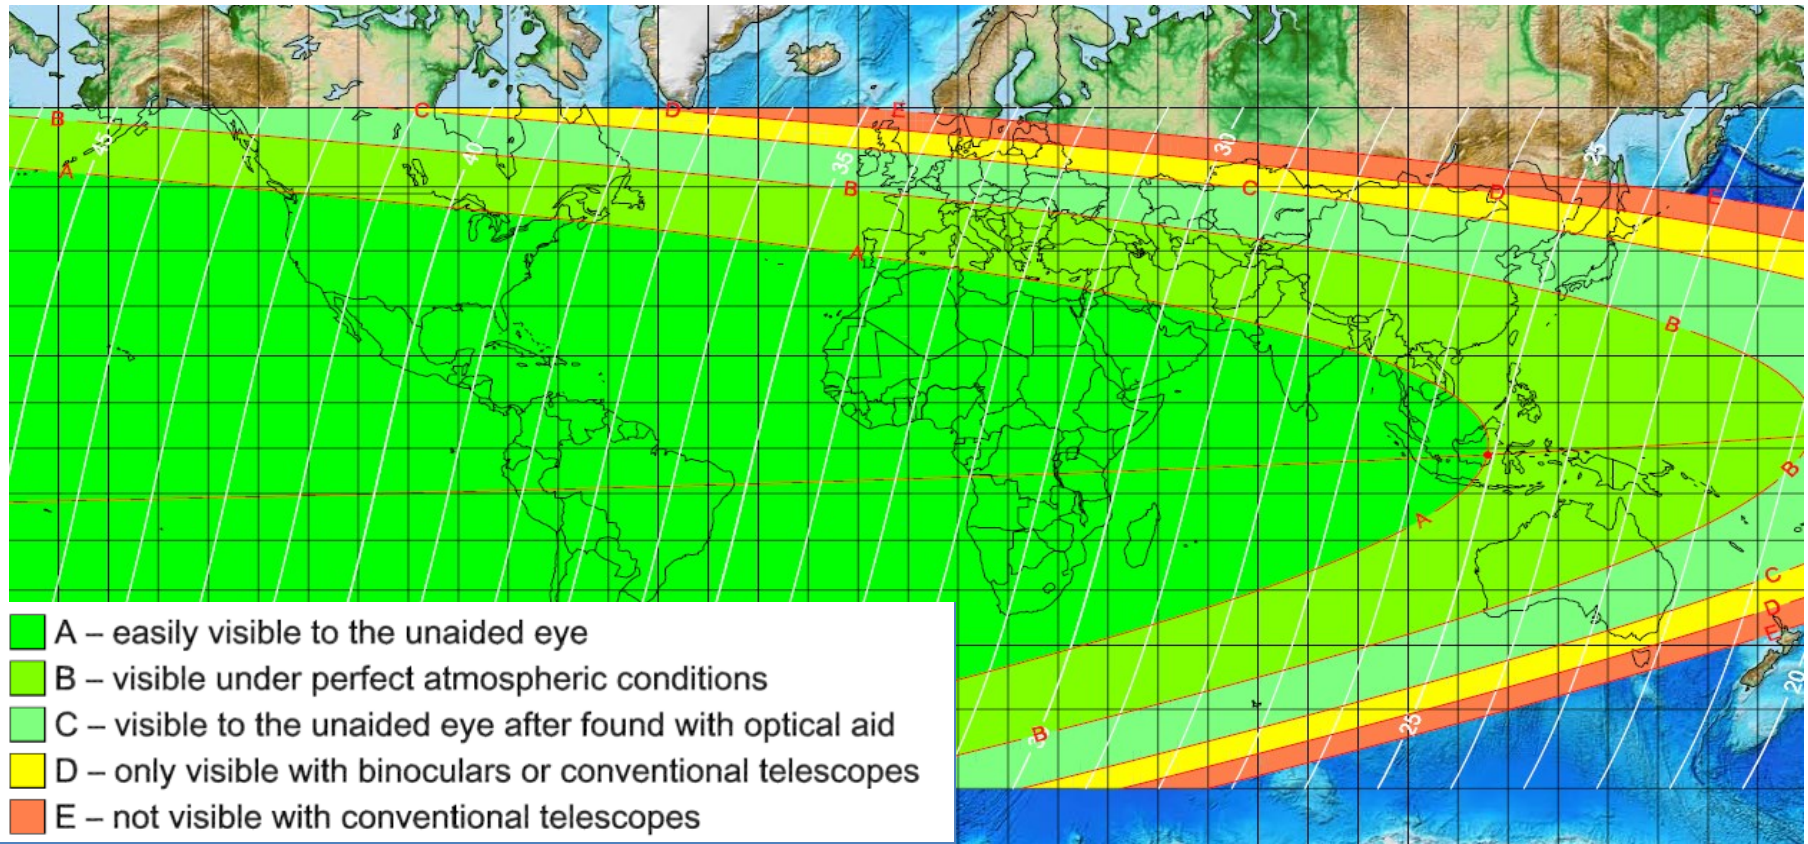 B
C
D
E
45
40
35
30
25
A
B
C
D
E
A
B
B
A
C
D
E
B
25
20
A – easily visible to the unaided eye
B – visible under perfect atmospheric conditions
C – visible to the unaided eye after found with optical aid
D – only visible with binoculars or conventional telescopes
E – not visible with conventional telescopes